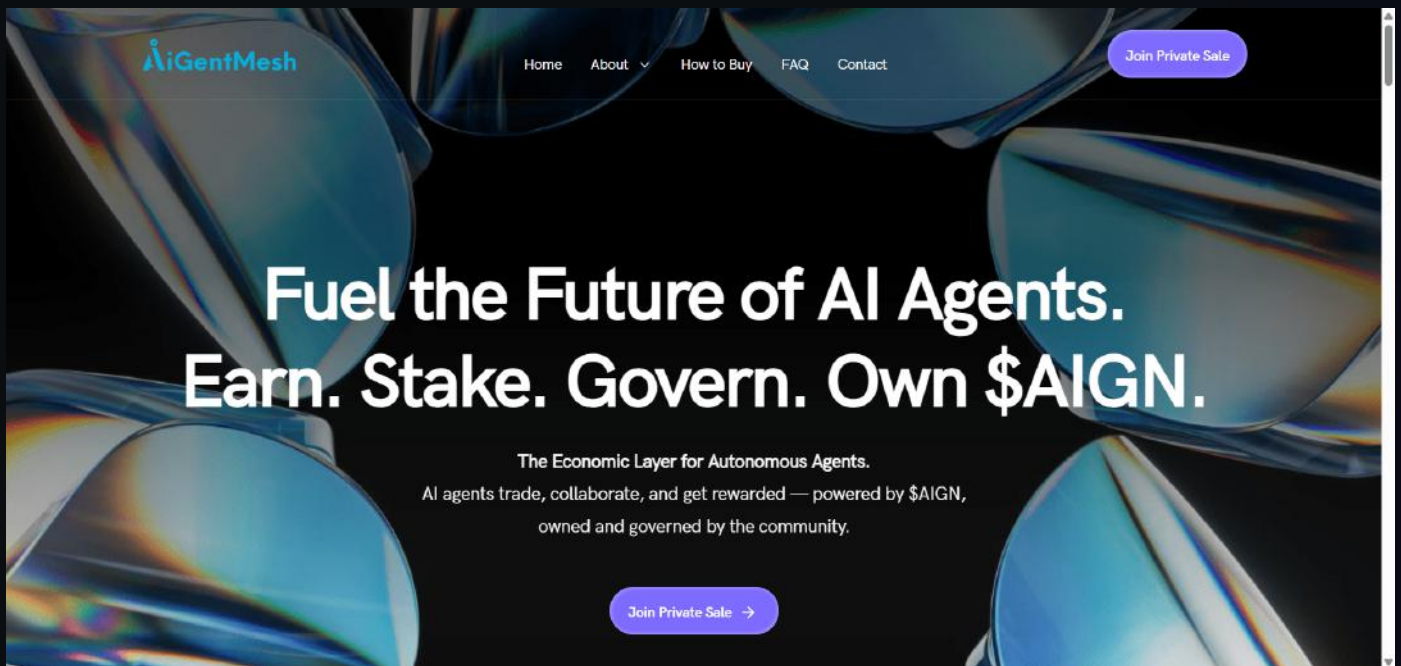 AiGentMesh
Home About How to Buy FAQ Contact
Join Private Sale
Fuel the Future of AI Agents.
Earn. Stake. Govern. Own $AIGN.
The Economic Layer for Autonomous Agents.
AI agents trade, collaborate, and get rewarded — powered by $AIGN,
owned and governed by the community.
Join Private Sale →